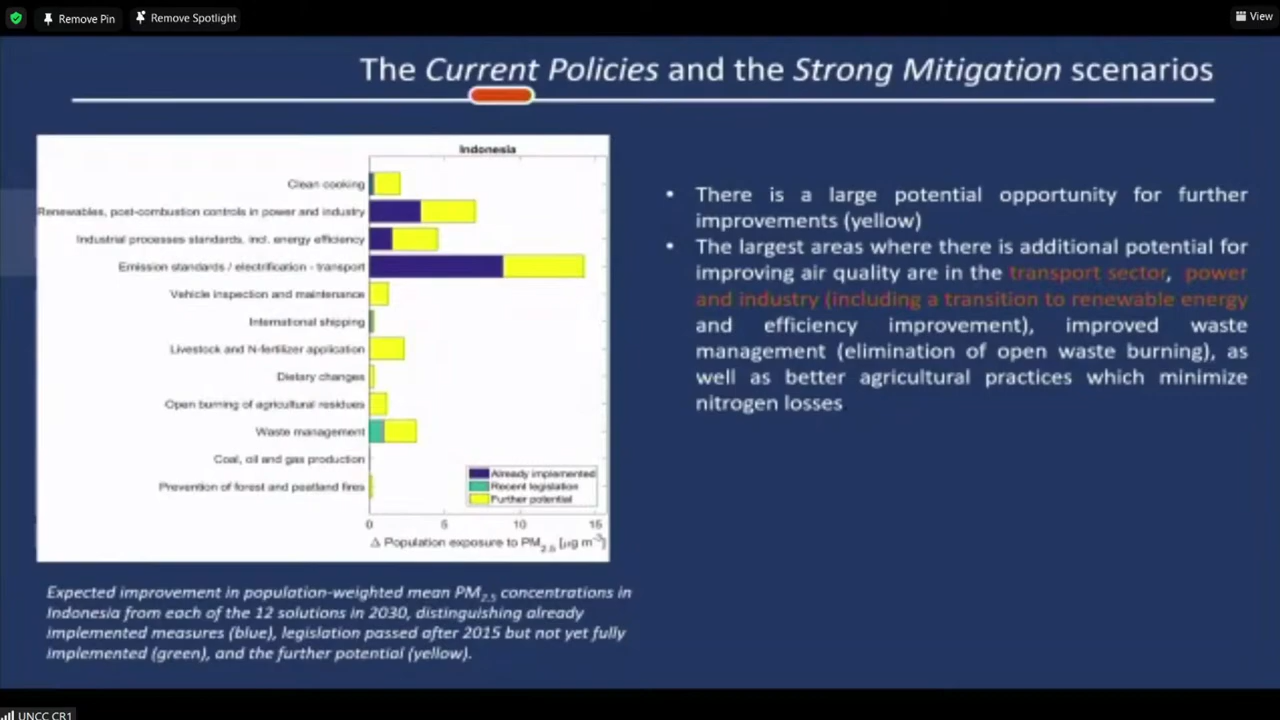 Remove Pin
Remove Spotlight
View
The Current Policies and the Strong Mitigation scenarios
Indonesia
Clean cooking
Renewables, post-combustion controls in power and industry
Industrial processes standards, incl. energy efficiency
Emission standards / electrification - transport
Vehicle inspection and maintenance
International shipping
Livestock and N-fertilizer application
Dietary changes
Open burning of agricultural residues
Waste management
Coal, oil and gas production
Prevention of forest and peatland fires
Already implemented
Recent legislation
Further potential
0 5 10 15
Δ Population exposure to PM2.5 [μg m-3]
Expected improvement in population-weighted mean PM2.5 concentrations in
Indonesia from each of the 12 solutions in 2030, distinguishing already
implemented measures (blue), legislation passed after 2015 but not yet fully
implemented (green), and the further potential (yellow).
• There is a large potential opportunity for further
improvements (yellow)
• The largest areas where there is additional potential for
improving air quality are in the transport sector, power
and industry (including a transition to renewable energy
and efficiency improvement), improved waste
management (elimination of open waste burning), as
well as better agricultural practices which minimize
nitrogen losses
UNCC CR1